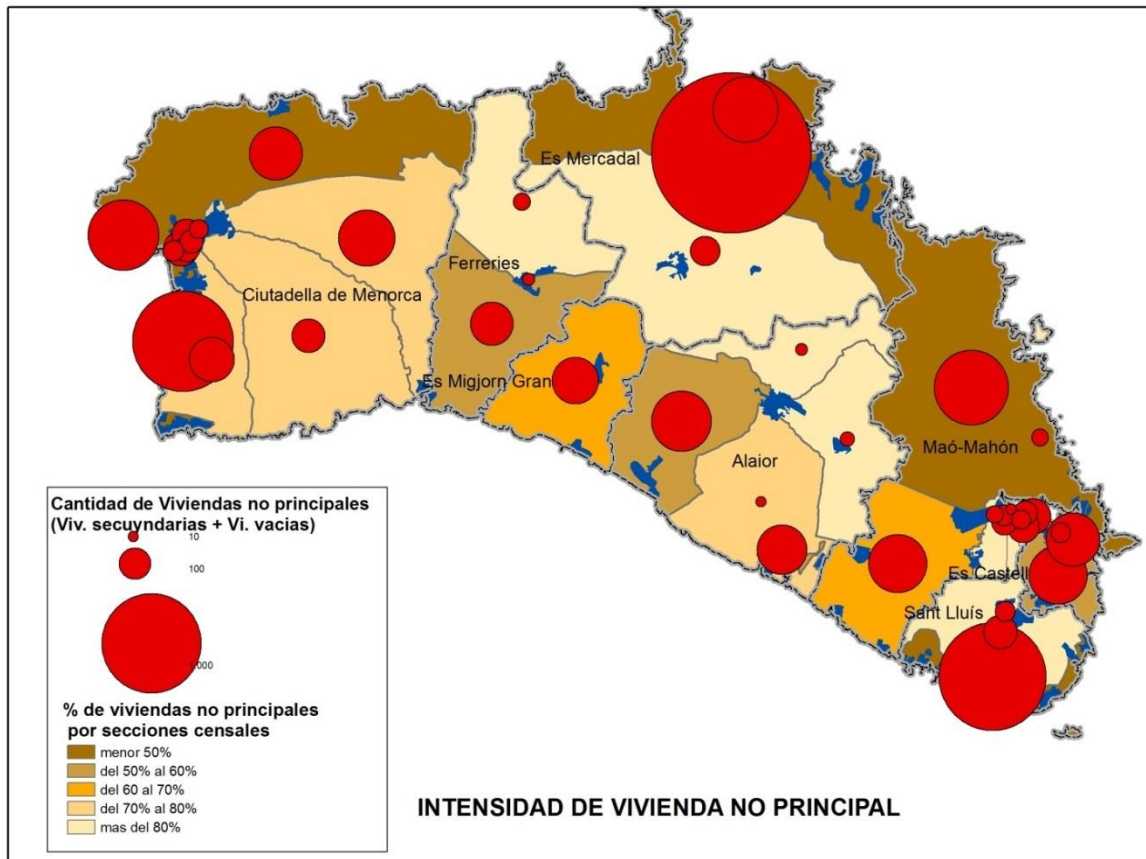 Es Mercadal
Ferreries
Ciutadella de Menorca
Es Migjorn Gran
Alaior
Maó-Mahón
Es Castell
Sant Lluís
Cantidad de Viviendas no principales
(Viv. secuyndarias + Vi. vacias)
10
100
% de viviendas no principales
por secciones censales
menor 50%
del 50% al 60%
del 60 al 70%
del 70% al 80%
mas del 80%
INTENSIDAD DE VIVIENDA NO PRINCIPAL